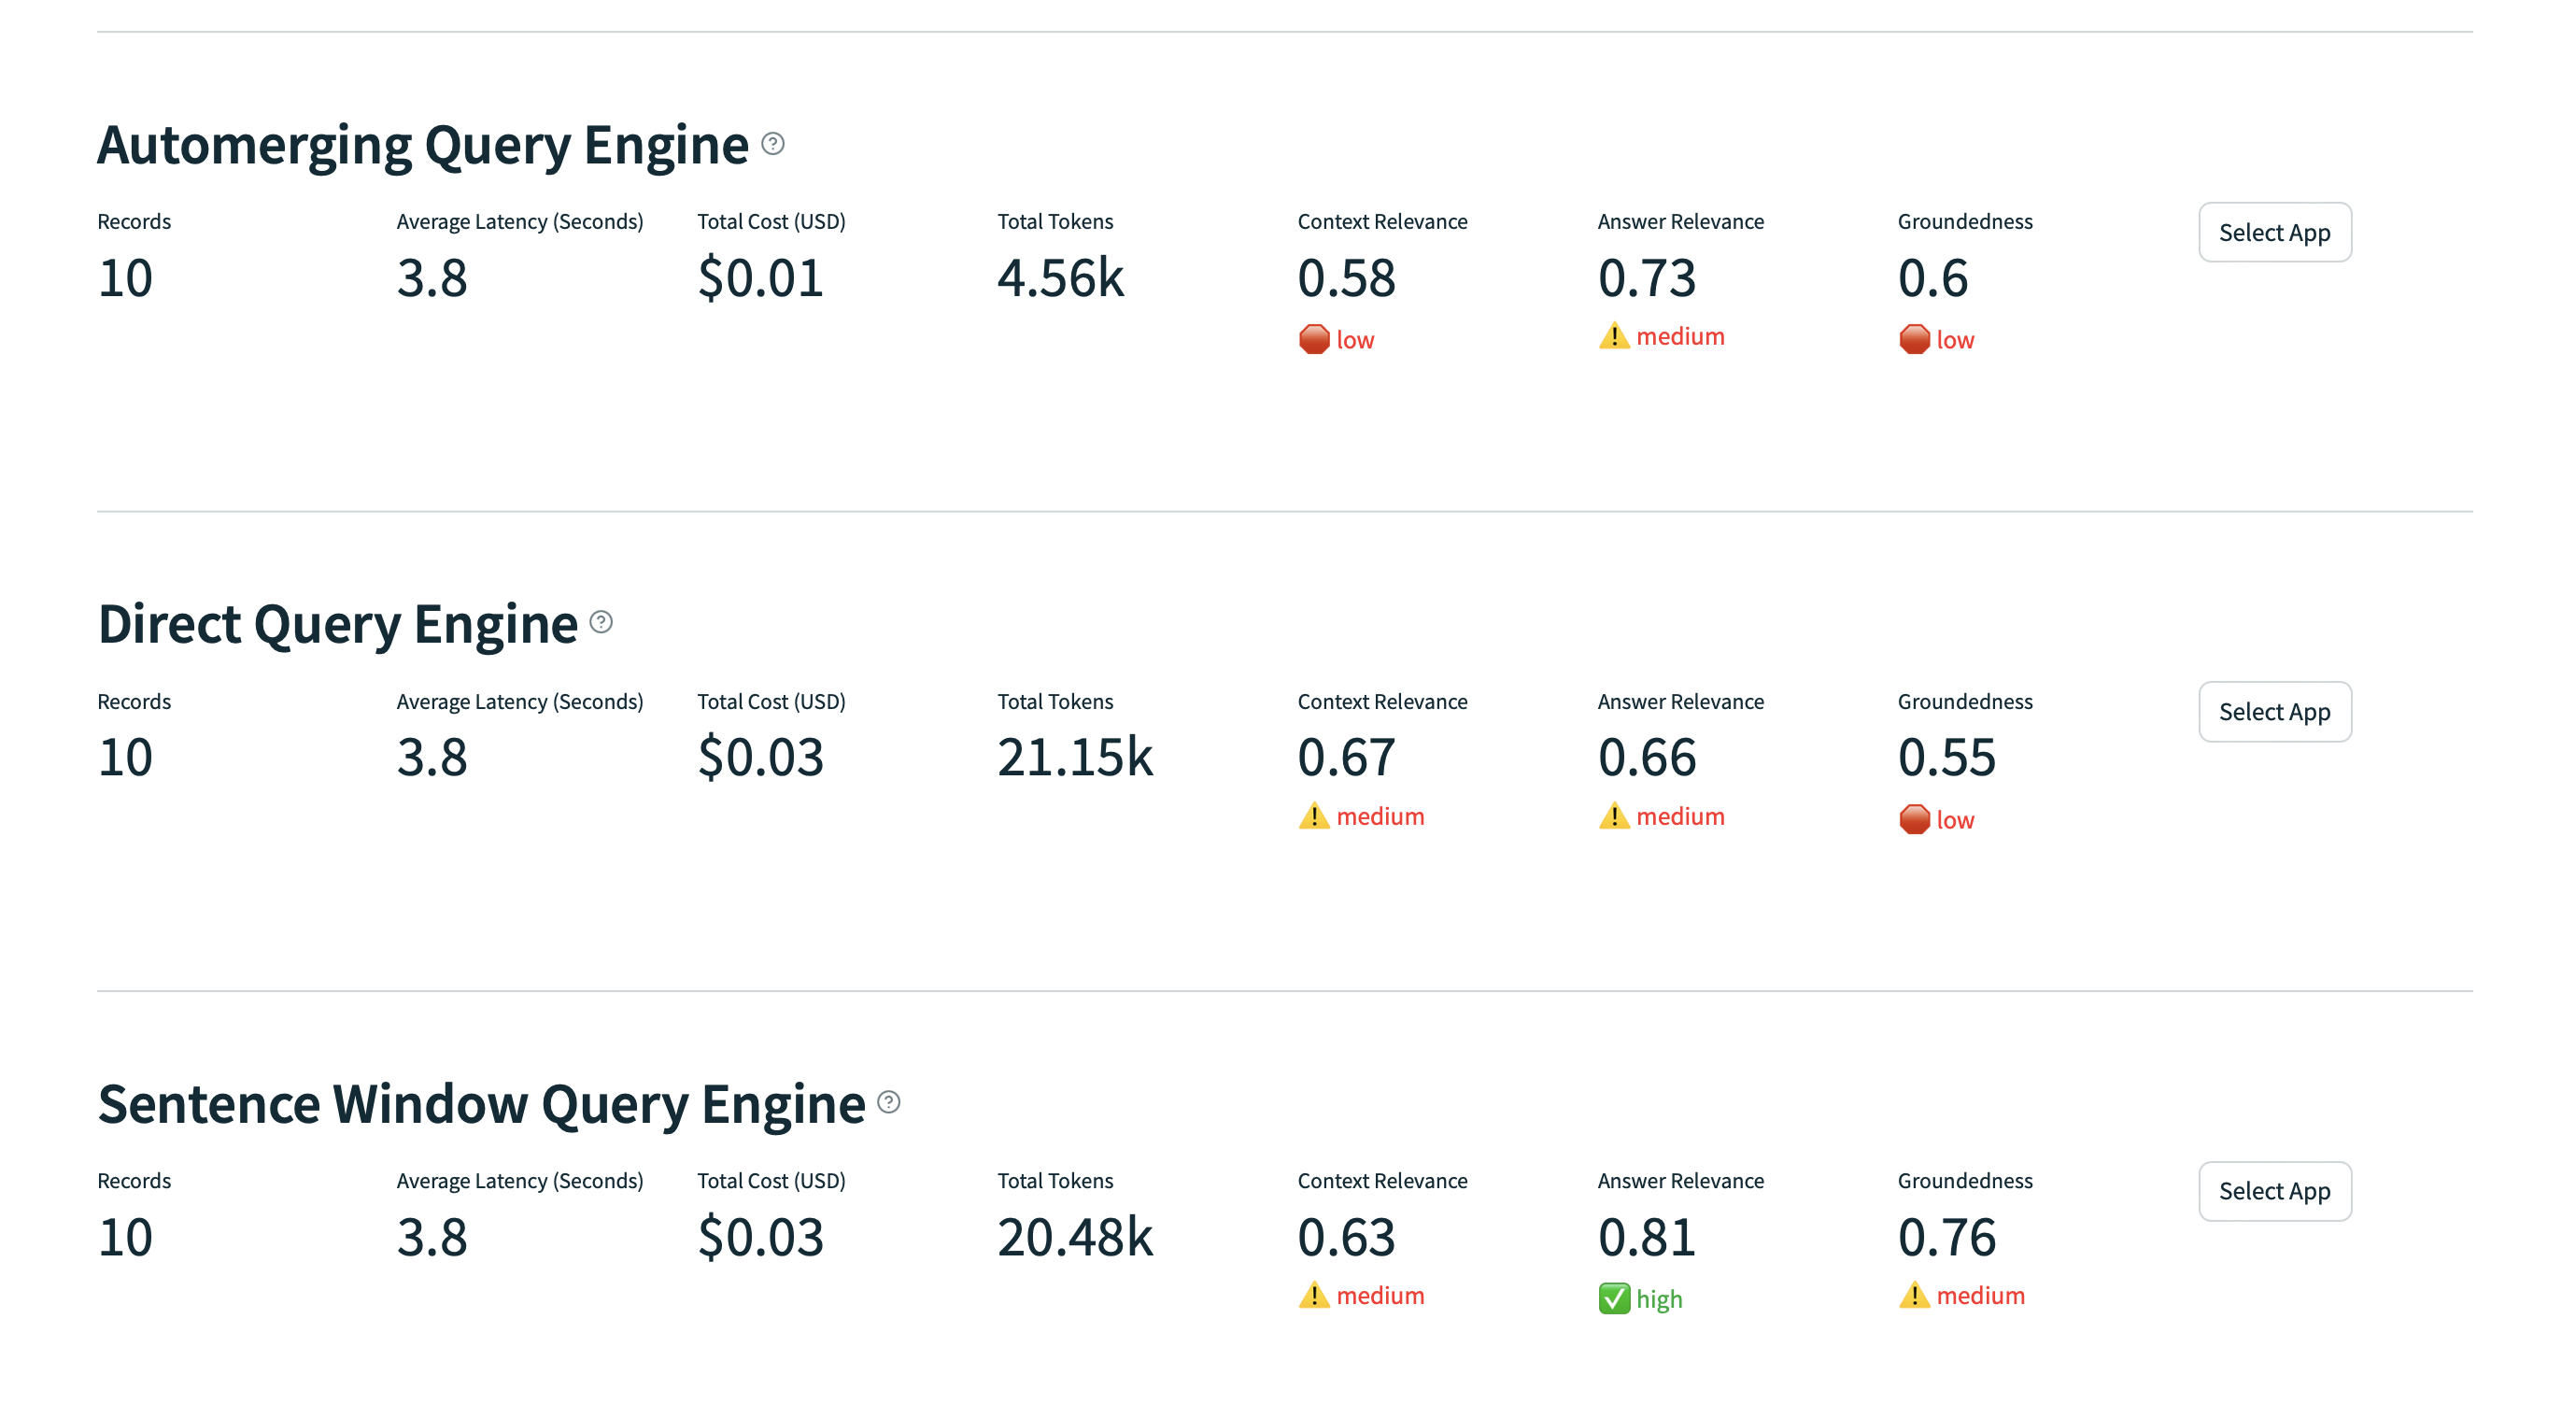 Automerging Query Engine
Records Average Latency (Seconds) Total Cost (USD) Total Tokens Context Relevance Answer Relevance Groundedness Select App
10 3.8 $0.01 4.56k 0.58 0.73 0.6
low medium low
Direct Query Engine
Records Average Latency (Seconds) Total Cost (USD) Total Tokens Context Relevance Answer Relevance Groundedness Select App
10 3.8 $0.03 21.15k 0.67 0.66 0.55
medium medium low
Sentence Window Query Engine
Records Average Latency (Seconds) Total Cost (USD) Total Tokens Context Relevance Answer Relevance Groundedness Select App
10 3.8 $0.03 20.48k 0.63 0.81 0.76
medium high medium